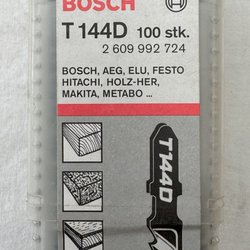 BOSCH
T 144D 100 stk.
2 609 992 724
BOSCH, AEG, ELU, FESTO
HITACHI, HOLZ-HER,
MAKITA, METABO ...
T144D